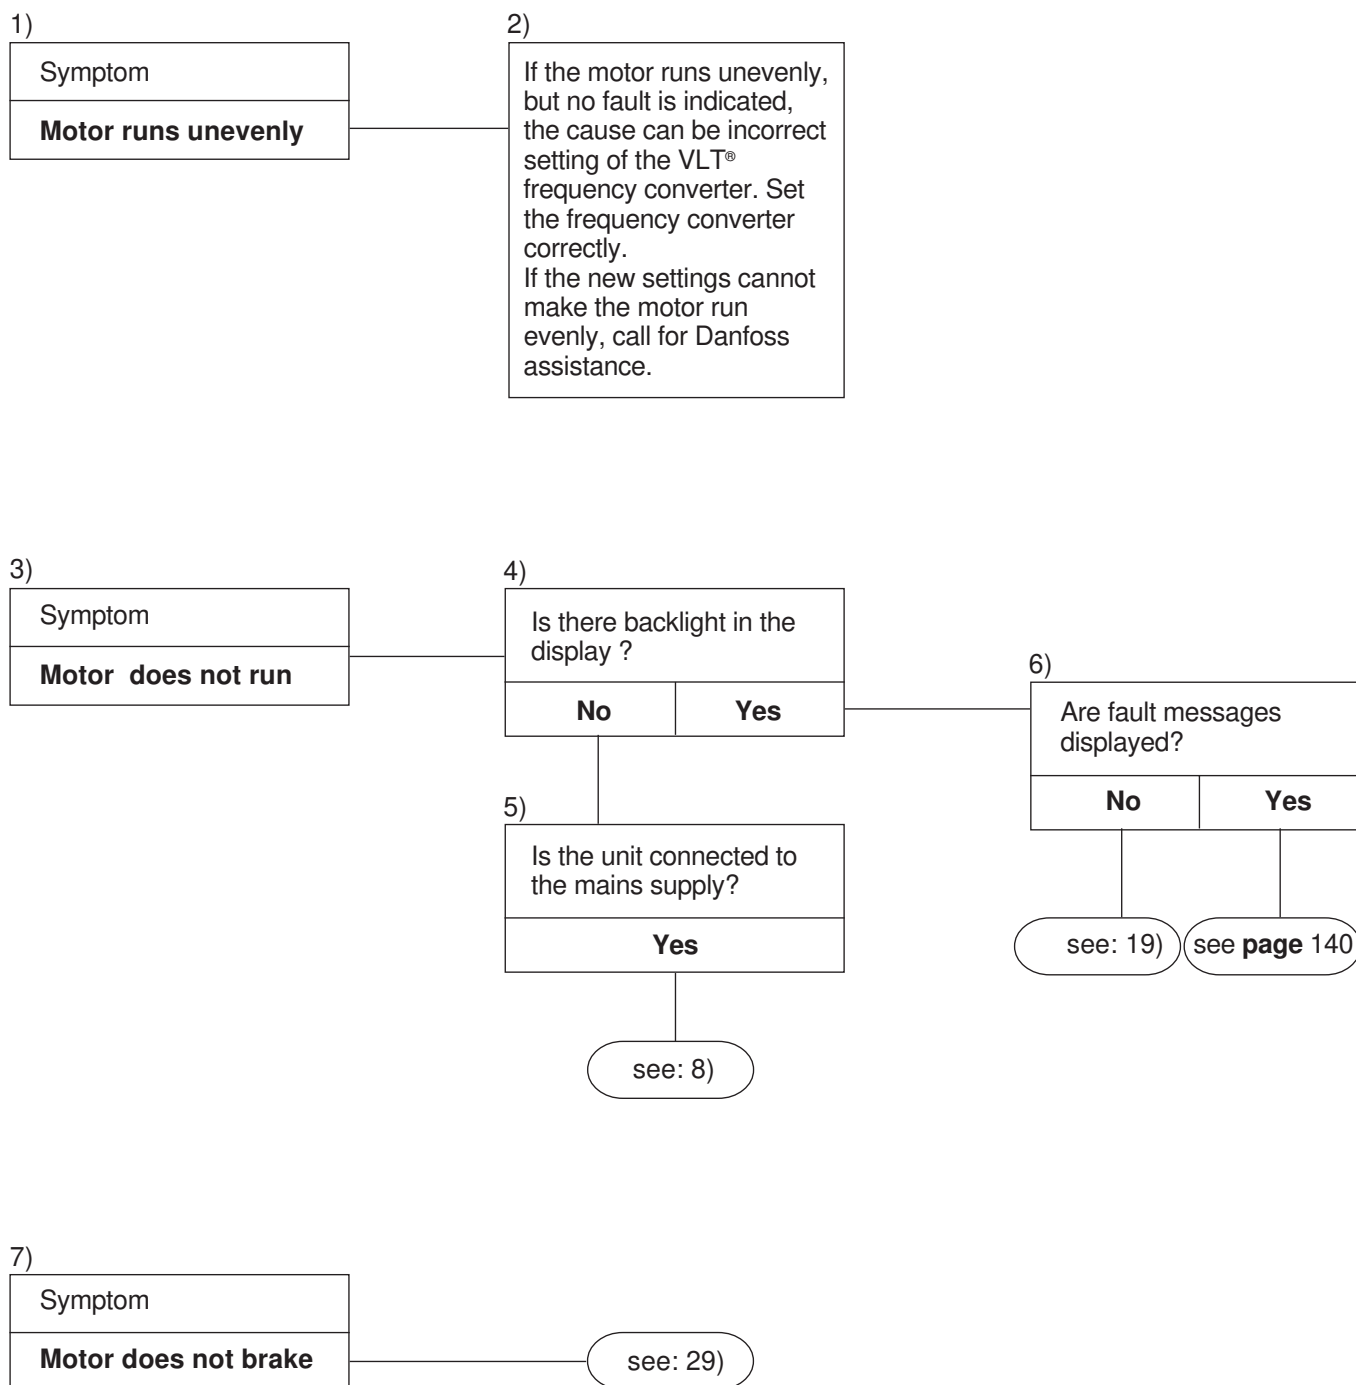 1)
Symptom
Motor runs unevenly
2)
If the motor runs unevenly,
but no fault is indicated,
the cause can be incorrect
setting of the VLT®
frequency converter. Set
the frequency converter
correctly.
If the new settings cannot
make the motor run
evenly, call for Danfoss
assistance.
3)
Symptom
Motor does not run
4)
Is there backlight in the
display ?
No Yes
5)
Is the unit connected to
the mains supply?
Yes
see: 8)
6)
Are fault messages
displayed?
No Yes
see: 19) see page 140
7)
Symptom
Motor does not brake
see: 29)